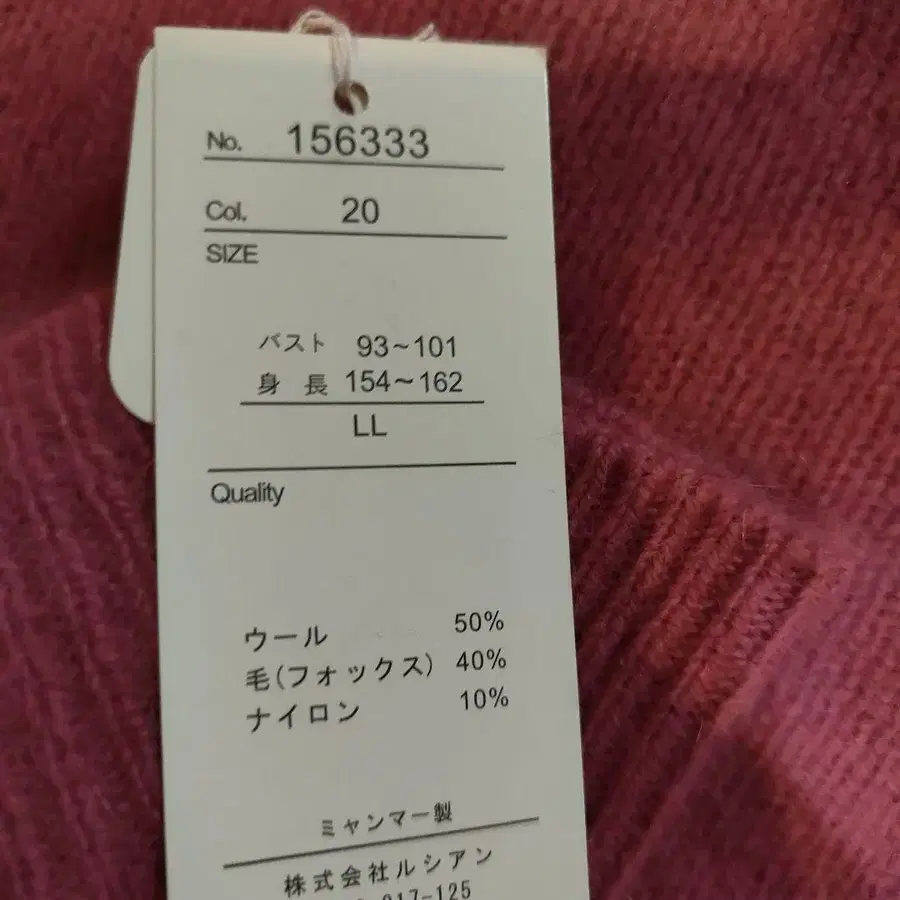 No. 156333
Col. 20
SIZE
バスト 93~101
身長 154~162
LL
Quality
ウール 50%
毛(フォックス) 40%
ナイロン 10%
ミャンマー製
株式会社ルシアン
017-125